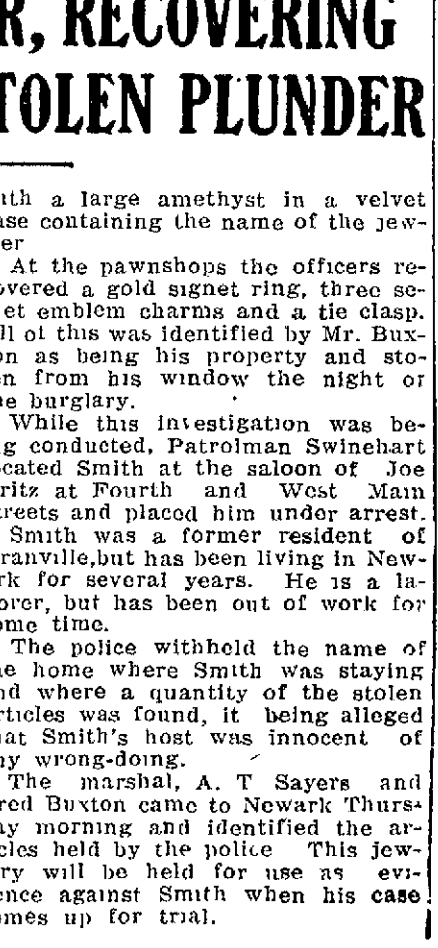 R, RECOVERING
TOLEN PLUNDER
ith a large amethyst in a velvet
ase containing the name of the jew-
er
At the pawnshops the officers re-
overed a gold signet ring, three se-
et emblem charms and a tie clasp.
ll of this was identified by Mr. Bux-
on as being his property and sto-
en from his window the night or
he burglary.
While this investigation was be-
ng conducted, Patrolman Swinehart
ocated Smith at the saloon of Joe
ritz at Fourth and West Main
treets and placed him under arrest.
Smith was a former resident of
ranville,but has been living in New-
rk for several years. He is a la-
orer, but has been out of work for
ome time.
The police withheld the name of
he home where Smith was staying
nd where a quantity of the stolen
rticles was found, it being alleged
hat Smith's host was innocent of
ny wrong-doing.
The marshal, A. T Sayers and
red Buxton came to Newark Thurs-
ay morning and identified the ar-
cles held by the police This jew-
ry will be held for use as evi-
ence against Smith when his case
omes up for trial.